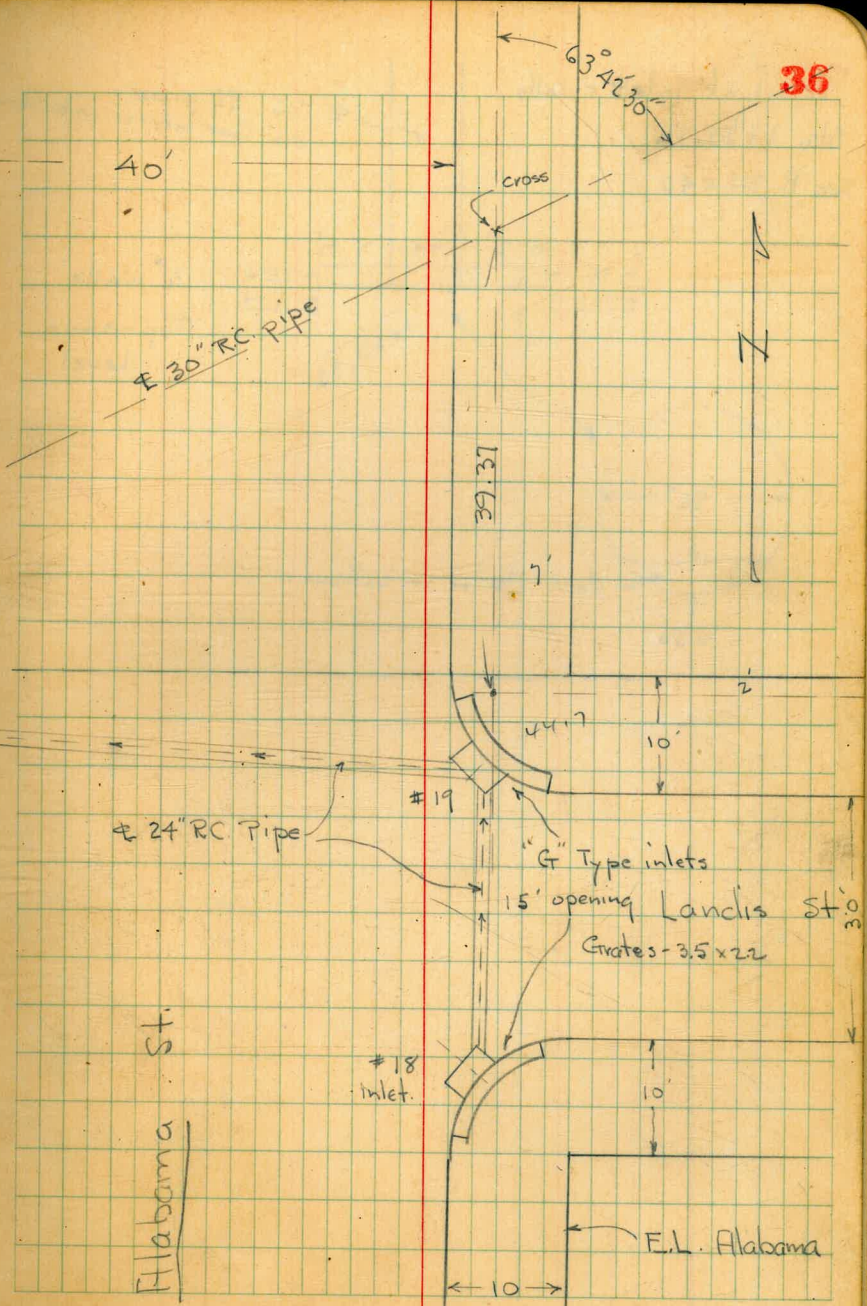 36
63° 42' 30"
40'
cross
℄ 30" R.C. pipe
N
39.37
7'
2'
44.7
10'
#19
℄ 24" RC Pipe
"G" Type inlets
15' opening
Landis St.
30'
Grates - 3.5 x 2.2
#18
inlet.
10'
Alabama St.
E.L. Alabama
10